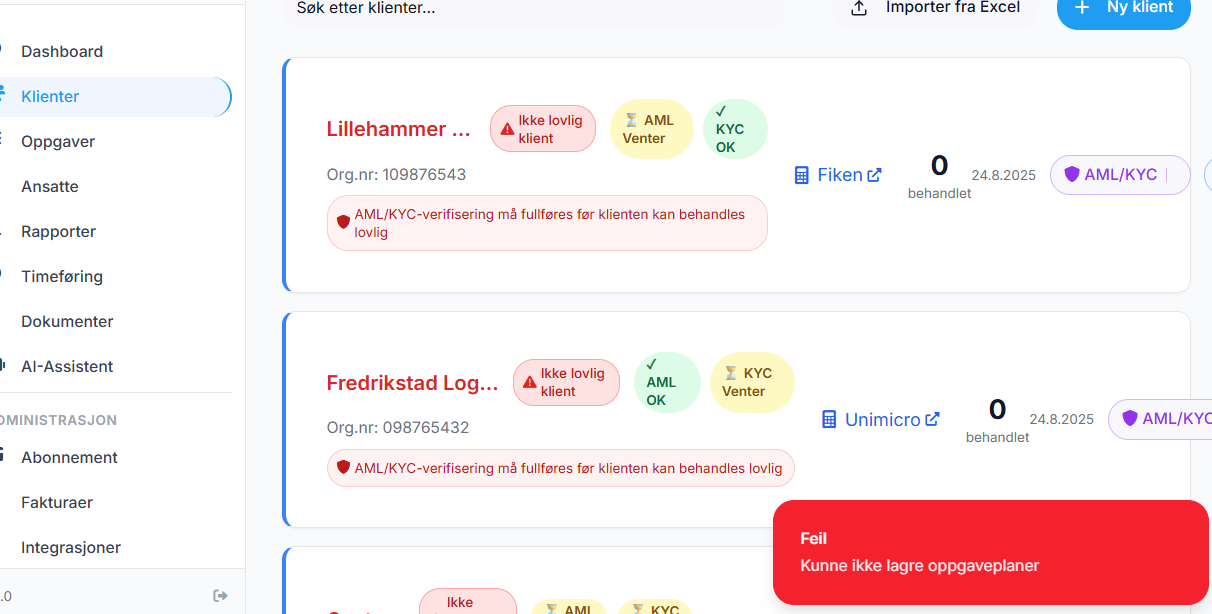 Søk etter klienter...
Importer fra Excel
+ Ny klient
Dashboard
Klienter
Oppgaver
Ansatte
Rapporter
Timeføring
Dokumenter
AI-Assistent
DMINISTRASJON
Abonnement
Fakturaer
Integrasjoner
.0
Lillehammer ...
Ikke lovlig
klient
AML
Venter
✓
KYC
OK
Org.nr: 109876543
AML/KYC-verifisering må fullføres før klienten kan behandles
lovlig
Fiken
0
behandlet
24.8.2025
AML/KYC
Fredrikstad Log...
Ikke lovlig
klient
✓
AML
OK
KYC
Venter
Org.nr: 098765432
AML/KYC-verifisering må fullføres før klienten kan behandles lovlig
Unimicro
0
behandlet
24.8.2025
AML/KYC
Ikke
AML
KYC
Feil
Kunne ikke lagre oppgaveplaner